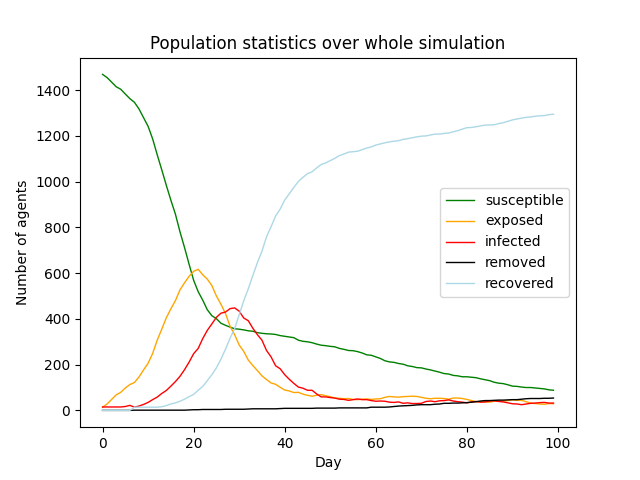 Population statistics over whole simulation
Number of agents
1400
1200
1000
800
600
400
200
0
susceptible
exposed
infected
removed
recovered
0 20 40 60 80 100
Day